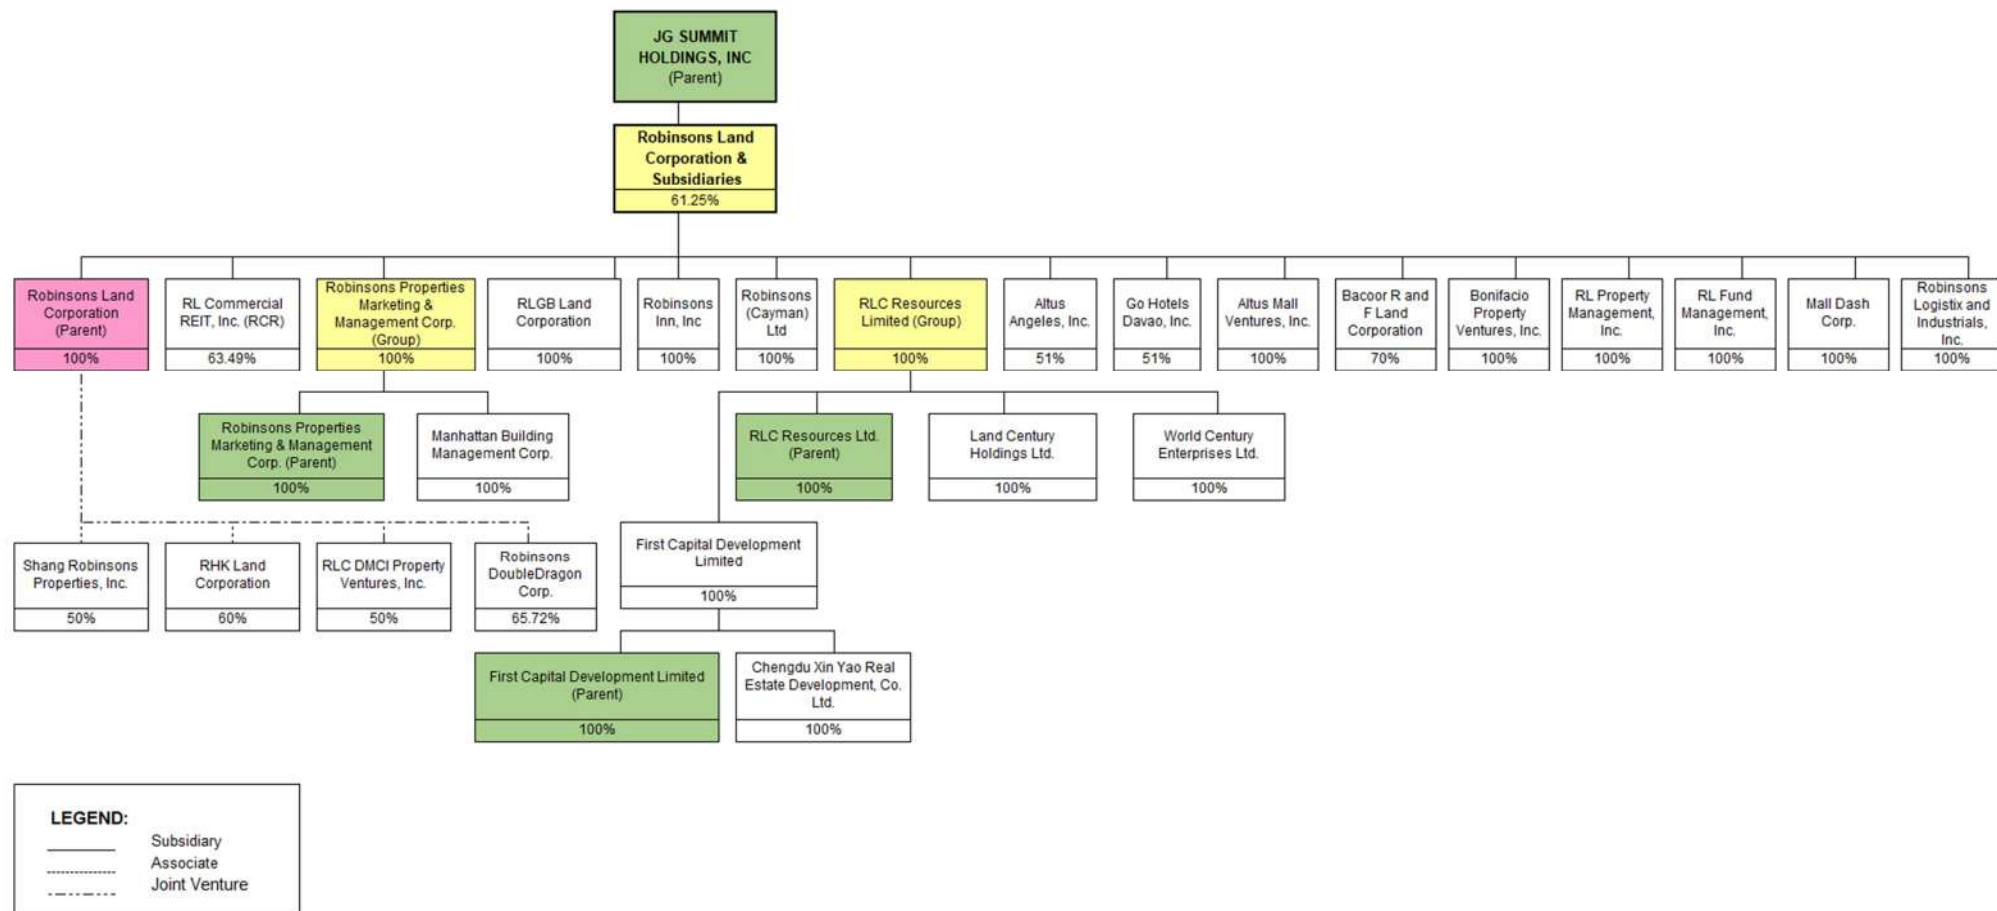 JG SUMMIT
HOLDINGS, INC
(Parent)
Robinsons Land
Corporation &
Subsidiaries
61.25%
Robinsons Land
Corporation
(Parent)
100%
RL Commercial
REIT, Inc. (RCR)
63.49%
Robinsons Properties
Marketing &
Management Corp.
(Group)
100%
RLGB Land
Corporation
100%
Robinsons
Inn, Inc
100%
Robinsons
(Cayman)
Ltd
100%
RLC Resources
Limited (Group)
100%
Altus
Angeles, Inc.
51%
Go Hotels
Davao, Inc.
51%
Altus Mall
Ventures, Inc.
100%
Bacoor R and
F Land
Corporation
70%
Bonifacio
Property
Ventures, Inc.
100%
RL Property
Management,
Inc.
100%
RL Fund
Management,
Inc.
100%
Mall Dash
Corp.
100%
Robinsons
Logistix and
Industrials,
Inc.
100%
Robinsons Properties
Marketing & Management
Corp. (Parent)
100%
Manhattan Building
Management Corp.
100%
RLC Resources Ltd.
(Parent)
100%
Land Century
Holdings Ltd.
100%
World Century
Enterprises Ltd.
100%
Shang Robinsons
Properties, Inc.
50%
RHK Land
Corporation
60%
RLC DMCI Property
Ventures, Inc.
50%
Robinsons
DoubleDragon
Corp.
65.72%
First Capital Development
Limited
100%
First Capital Development Limited
(Parent)
100%
Chengdu Xin Yao Real
Estate Development, Co.
Ltd.
100%
LEGEND:
Subsidiary
Associate
Joint Venture